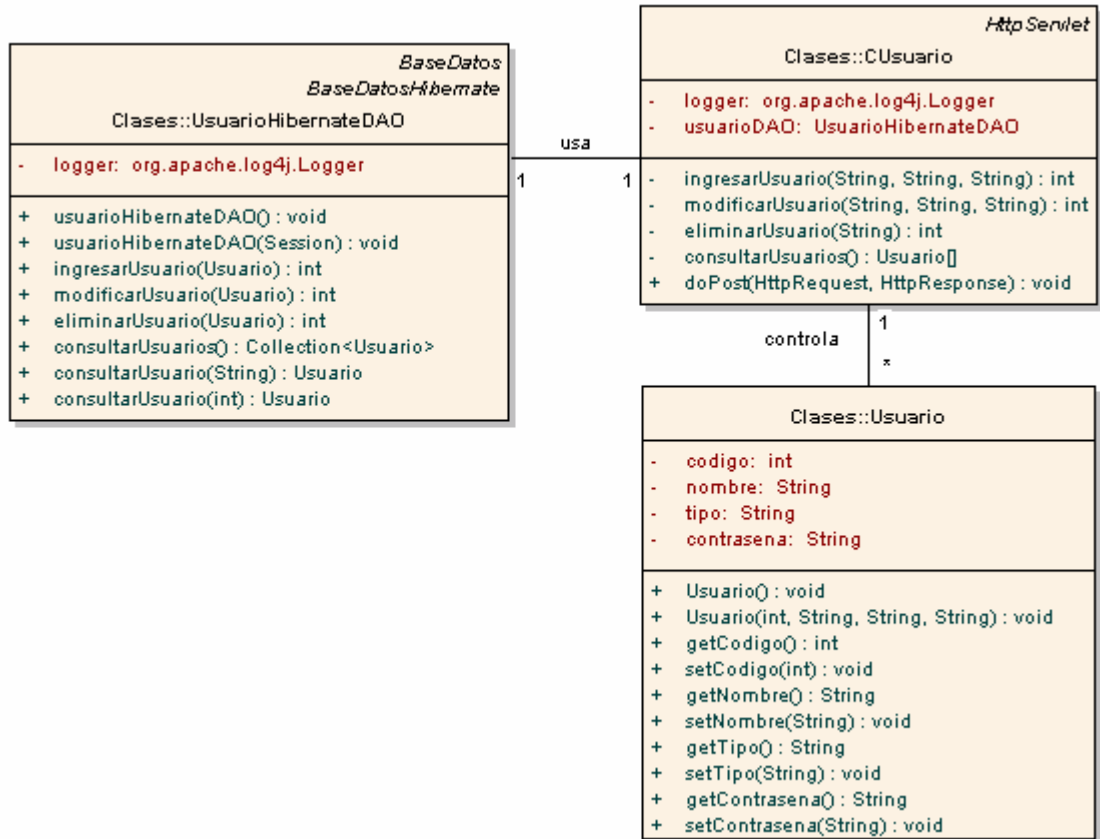 BaseDatos
BaseDatosHibernate
Clases::UsuarioHibernateDAO
- logger: org.apache.log4j.Logger
+ usuarioHibernateDAO() : void
+ usuarioHibernateDAO(Session) : void
+ ingresarUsuario(Usuario) : int
+ modificarUsuario(Usuario) : int
+ eliminarUsuario(Usuario) : int
+ consultarUsuarios() : Collection<Usuario>
+ consultarUsuario(String) : Usuario
+ consultarUsuario(int) : Usuario
usa
1
1
HttpServlet
Clases::CUsuario
- logger: org.apache.log4j.Logger
- usuarioDAO: UsuarioHibernateDAO
- ingresarUsuario(String, String, String) : int
- modificarUsuario(String, String, String) : int
- eliminarUsuario(String) : int
- consultarUsuarios() : Usuario[]
+ doPost(HttpRequest, HttpResponse) : void
1
controla
*
Clases::Usuario
- codigo: int
- nombre: String
- tipo: String
- contrasena: String
+ Usuario() : void
+ Usuario(int, String, String, String) : void
+ getCodigo() : int
+ setCodigo(int) : void
+ getNombre() : String
+ setNombre(String) : void
+ getTipo() : String
+ setTipo(String) : void
+ getContrasena() : String
+ setContrasena(String) : void